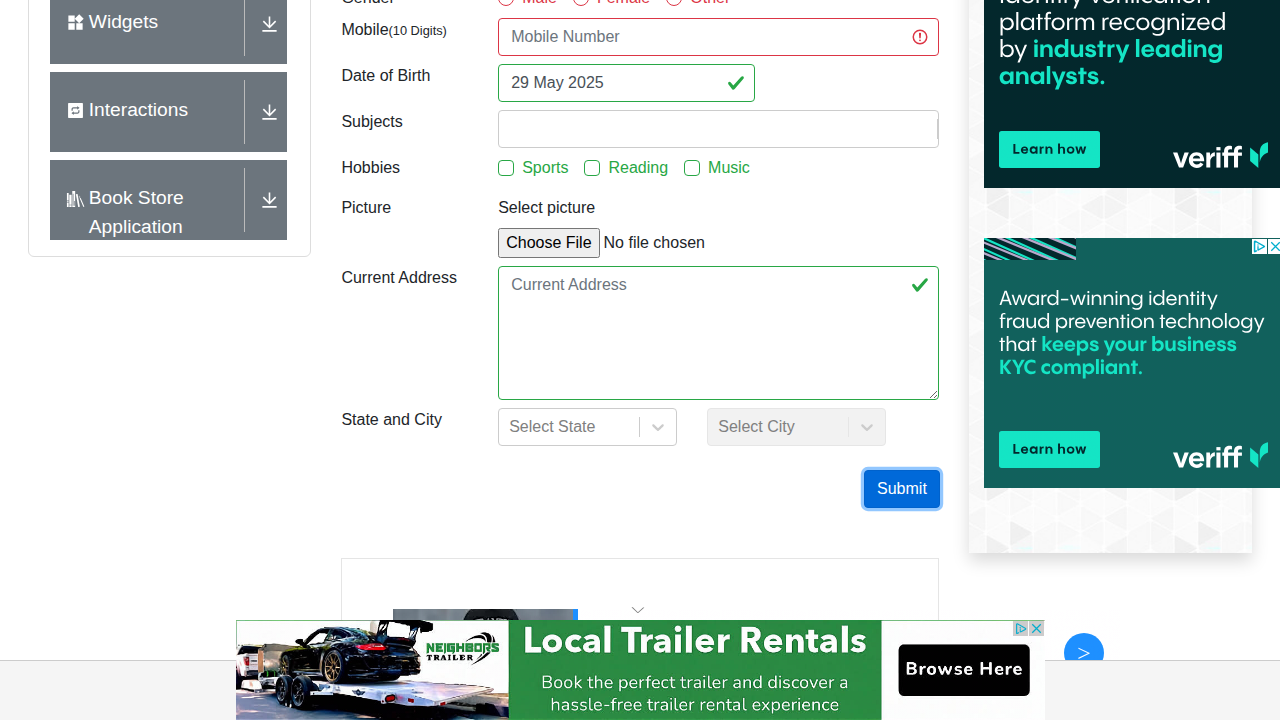 Widgets
Interactions
Book Store
Application
Mobile(10 Digits)
Mobile Number
Date of Birth
29 May 2025
Subjects
Hobbies
Sports
Reading
Music
Picture
Select picture
Choose File
No file chosen
Current Address
Current Address
State and City
Select State
Select City
Submit
platform recognized
by industry leading
analysts.
Learn how
veriff
Award-winning identity
fraud prevention technology
that keeps your business
KYC compliant.
Learn how
veriff
NEIGHBORS
TRAILER
Local Trailer Rentals
Book the perfect trailer and discover a
hassle-free trailer rental experience
Browse Here
>